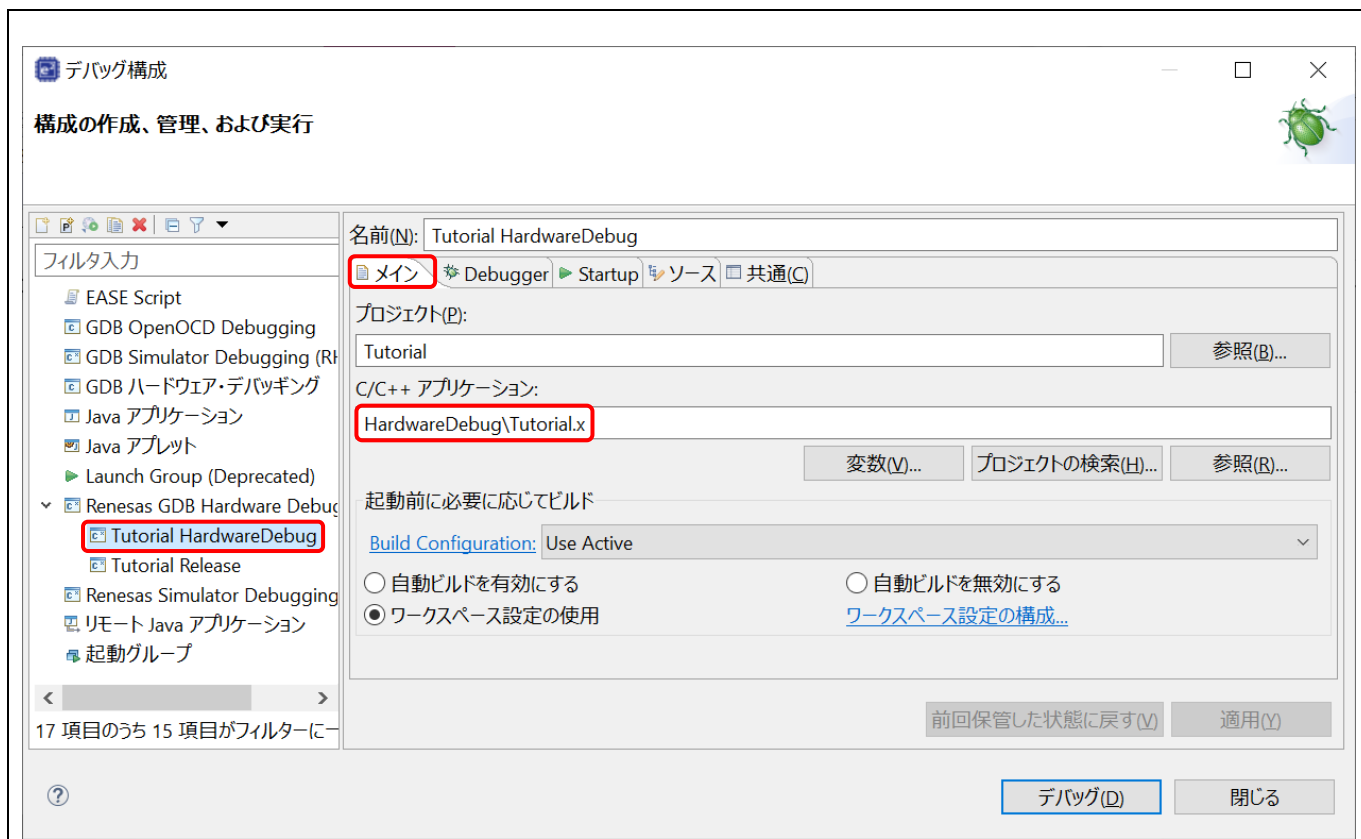 デバッグ構成
構成の作成、管理、および実行
フィルタ入力
EASE Script
GDB OpenOCD Debugging
GDB Simulator Debugging (RH
GDB ハードウェア・デバッギング
Java アプリケーション
Java アプレット
Launch Group (Deprecated)
Renesas GDB Hardware Debug
Tutorial HardwareDebug
Tutorial Release
Renesas Simulator Debugging
リモート Java アプリケーション
起動グループ
17 項目のうち 15 項目がフィルターに一
名前(N): Tutorial HardwareDebug
メイン Debugger Startup ソース 共通(C)
プロジェクト(P):
Tutorial 参照(B)...
C/C++ アプリケーション:
HardwareDebug\Tutorial.x
変数(V)... プロジェクトの検索(H)... 参照(R)...
起動前に必要に応じてビルド
Build Configuration: Use Active
自動ビルドを有効にする 自動ビルドを無効にする
ワークスペース設定の使用 ワークスペース設定の構成...
前回保管した状態に戻す(V) 適用(Y)
デバッグ(D) 閉じる